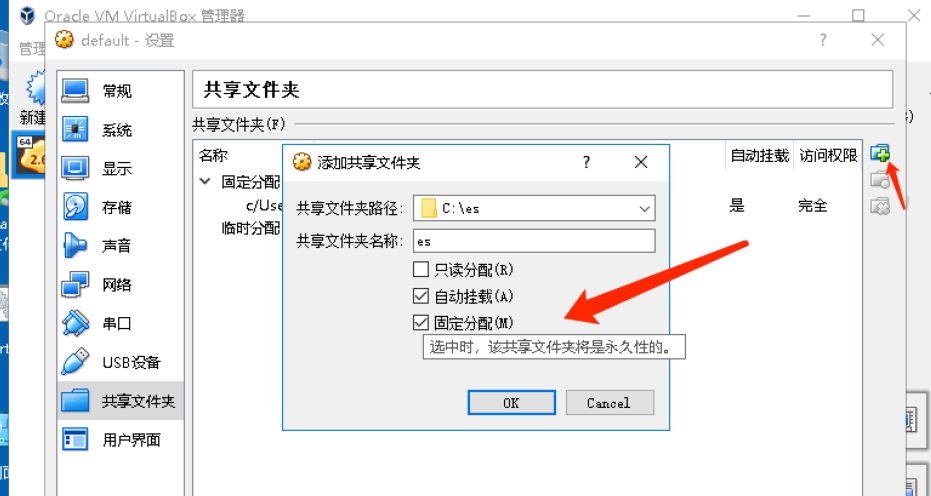 Oracle VM VirtualBox 管理器
管理
default - 设置
新建
64
2.6
常规
系统
显示
存储
声音
网络
串口
USB设备
共享文件夹
用户界面
共享文件夹
共享文件夹(F)
名称
自动挂载
访问权限
固定分配
c/Use
是
完全
临时分配
添加共享文件夹
共享文件夹路径:
C:\es
共享文件夹名称:
es
只读分配(R)
自动挂载(A)
固定分配(M)
选中时，该共享文件夹将是永久性的。
OK
Cancel